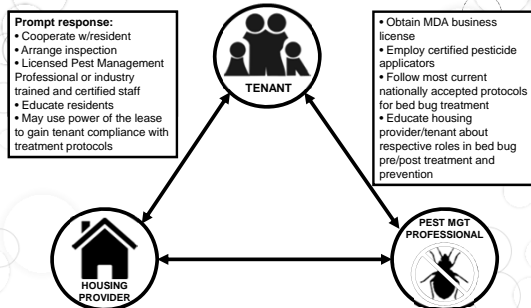 Prompt response:
• Cooperate w/resident
• Arrange inspection
• Licensed Pest Management
Professional or industry
trained and certified staff
• Educate residents
• May use power of the lease
to gain tenant compliance with
treatment protocols
TENANT
• Obtain MDA business
license
• Employ certified pesticide
applicators
• Follow most current
nationally accepted protocols
for bed bug treatment
• Educate housing
provider/tenant about
respective roles in bed bug
pre/post treatment and
prevention
HOUSING
PROVIDER
PEST MGT
PROFESSIONAL